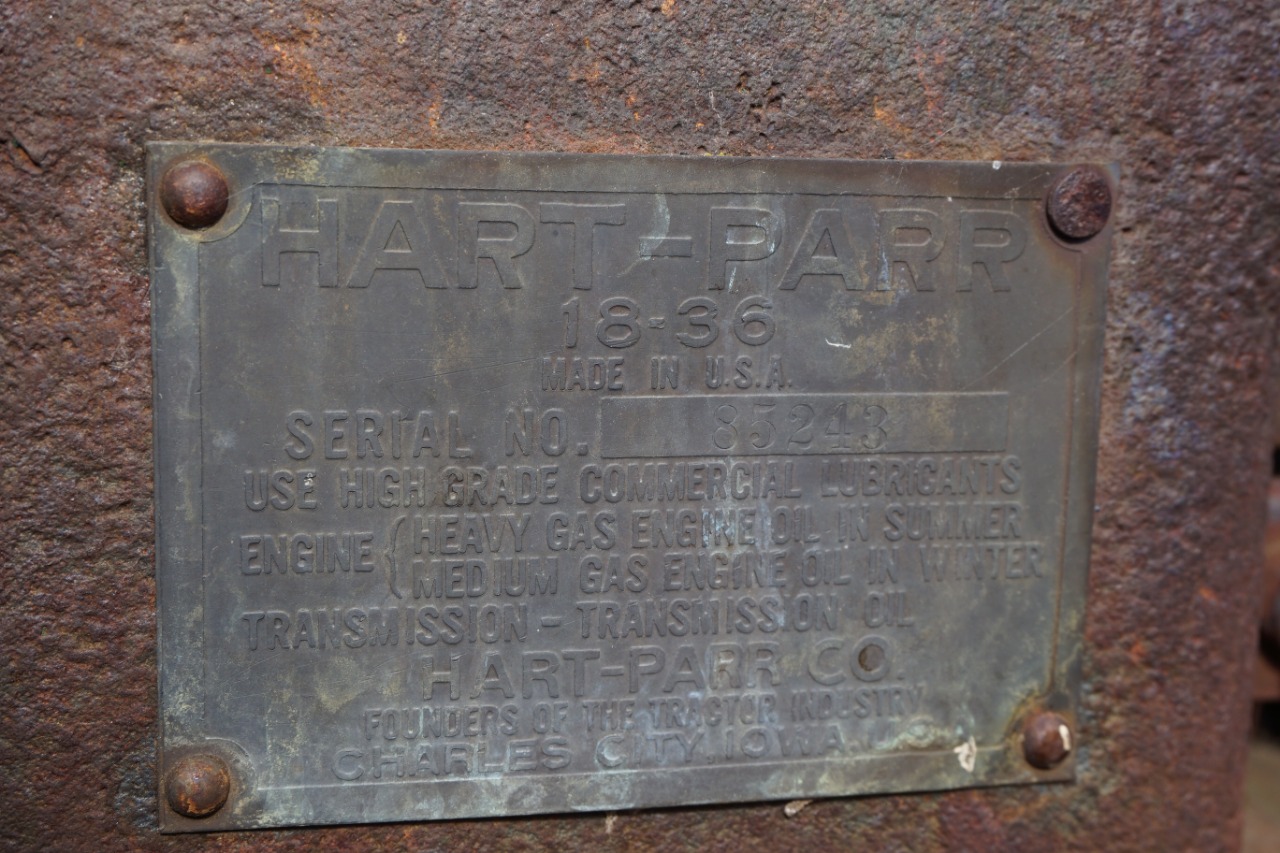 HART-PARR
18-36
MADE IN U.S.A.
SERIAL NO. 85243
USE HIGH GRADE COMMERCIAL LUBRICANTS
ENGINE { HEAVY GAS ENGINE OIL IN SUMMER
MEDIUM GAS ENGINE OIL IN WINTER
TRANSMISSION - TRANSMISSION OIL
HART-PARR CO.
FOUNDERS OF THE TRACTOR INDUSTRY
CHARLES CITY, IOWA,